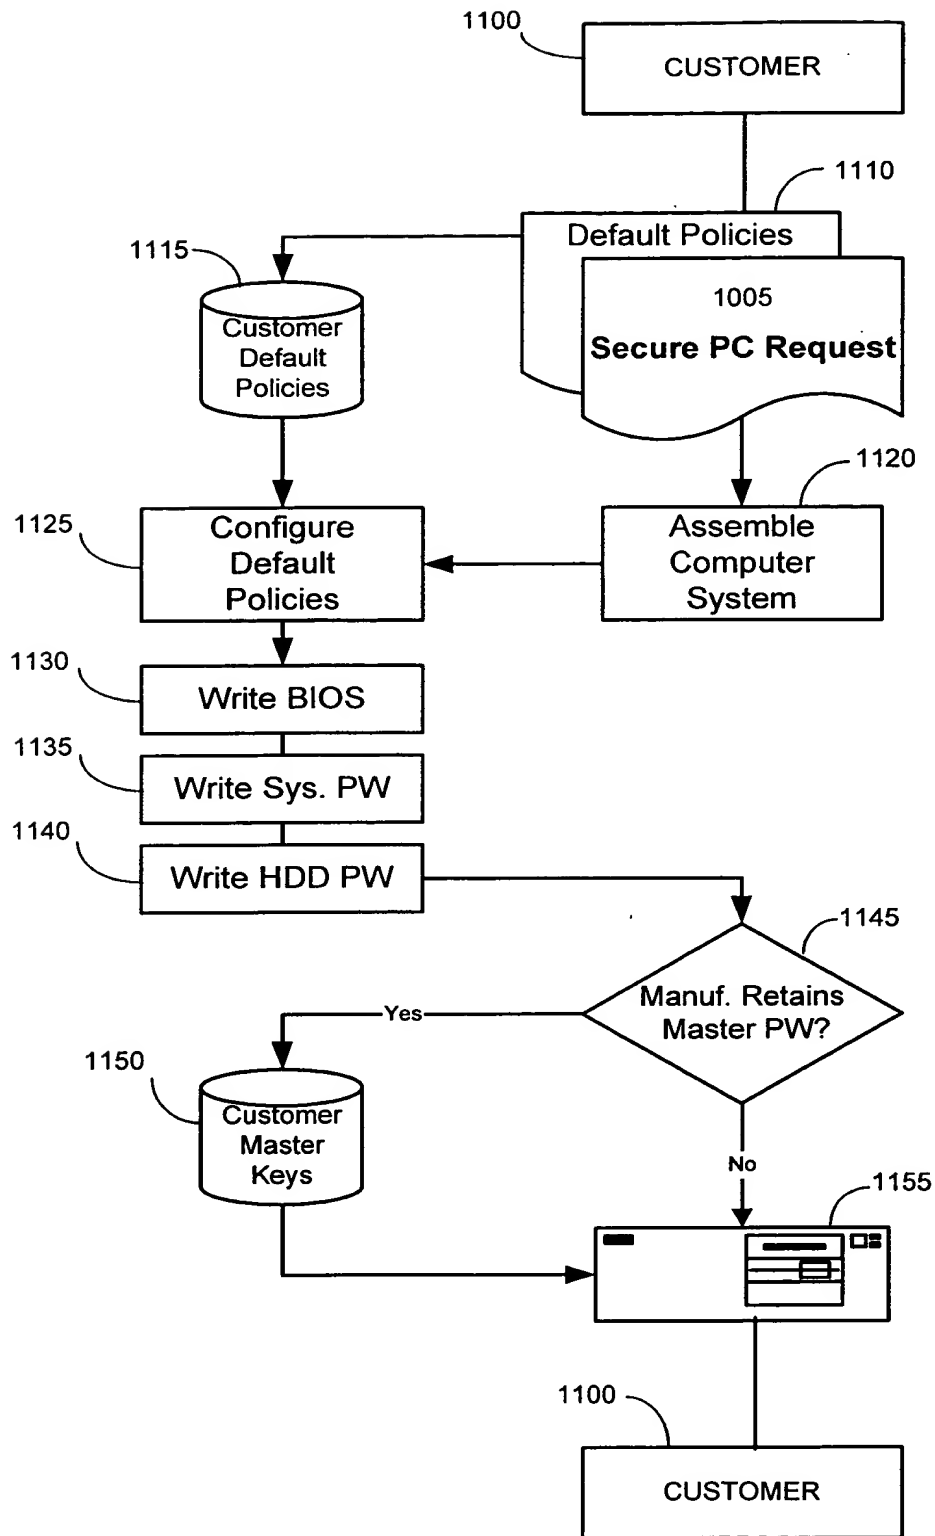 1100
CUSTOMER
1110
Default Policies
1115
1005
Secure PC Request
Customer
Default
Policies
1120
1125
Configure
Default
Policies
Assemble
Computer
System
1130
Write BIOS
1135
Write Sys. PW
1140
Write HDD PW
1145
Manuf. Retains
Master PW?
Yes
1150
Customer
Master
Keys
No
1155
1100
CUSTOMER